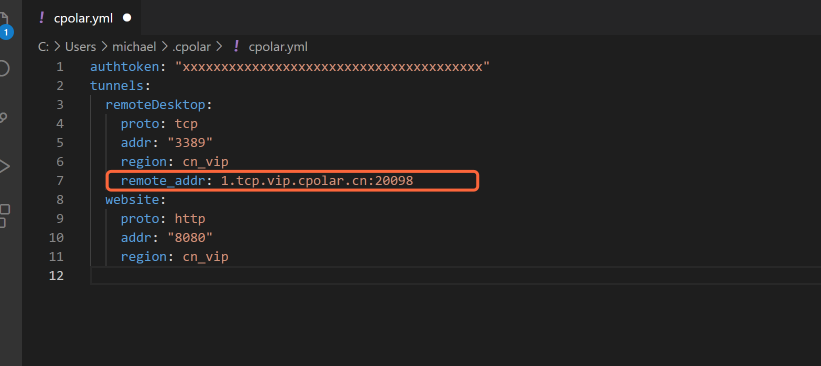 ! cpolar.yml ●
1
C: > Users > michael > .cpolar > ! cpolar.yml
1 authtoken: "xxxxxxxxxxxxxxxxxxxxxxxxxxxxxxxxxxxxxxx"
2 tunnels:
3   remoteDesktop:
4     proto: tcp
5     addr: "3389"
6     region: cn_vip
7     remote_addr: 1.tcp.vip.cpolar.cn:20098
8   website:
9     proto: http
10     addr: "8080"
11     region: cn_vip
12